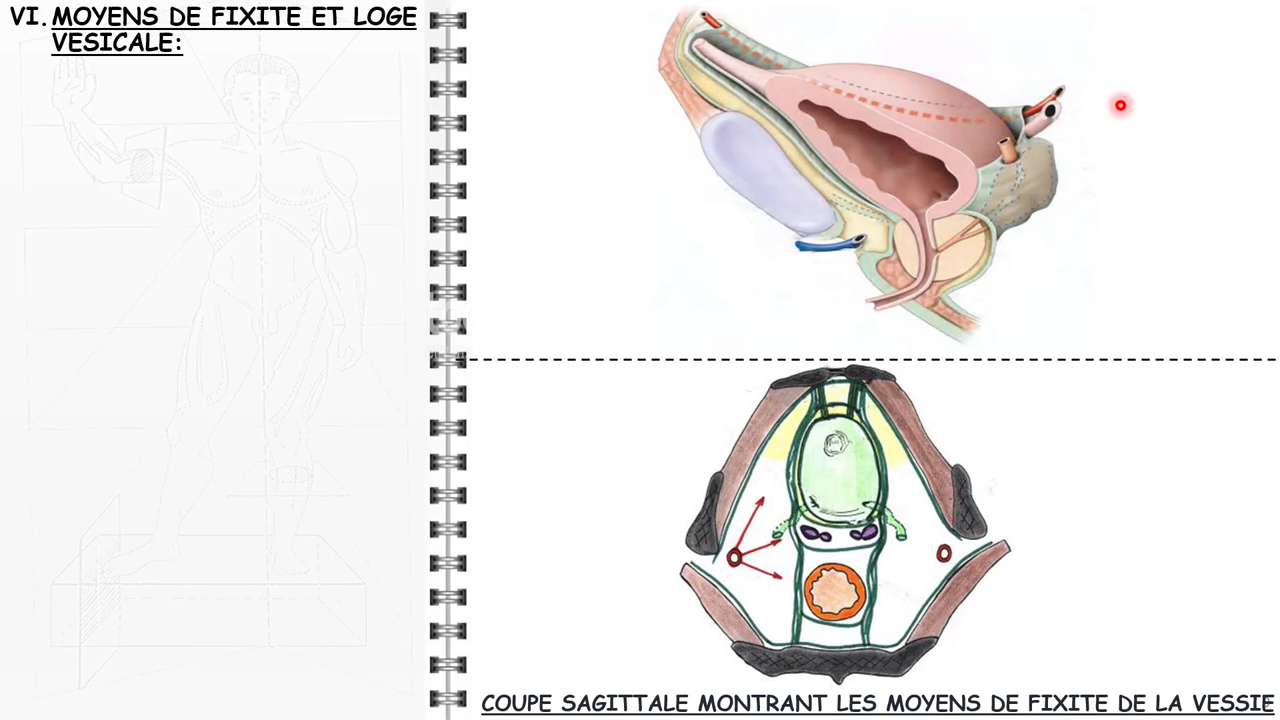 VI. MOYENS DE FIXITE ET LOGE
VESICALE:
COUPE SAGITTALE MONTRANT LES MOYENS DE FIXITE DE LA VESSIE